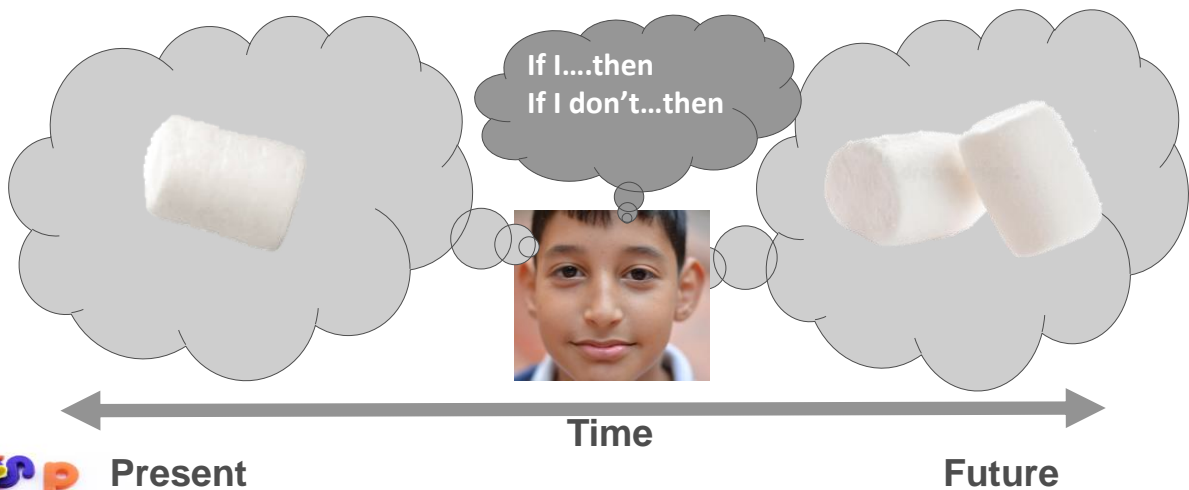 If I....then
If I don’t...then
Time
Present
Future